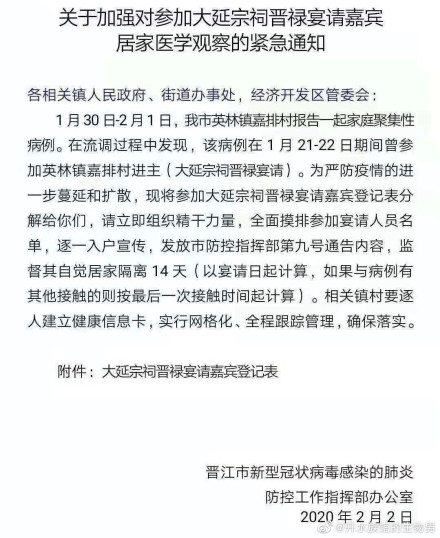 关于加强对参加大延宗祠晋禄宴请嘉宾
居家医学观察的紧急通知
各相关镇人民政府、街道办事处，经济开发区管委会：
1月30日-2月1日，我市英林镇嘉排村报告一起家庭聚集性
病例。在流调过程中发现，该病例在1月21-22日期间曾参
加英林镇嘉排村进主（大延宗祠晋禄宴请）。为严防疫情的进
一步蔓延和扩散，现将参加大延宗祠晋禄宴请嘉宾登记表分
解给你们，请立即组织精干力量，全面摸排参加宴请人员名
单，逐一入户宣传，发放市防控指挥部第九号通告内容，监
督其自觉居家隔离14天（以宴请日起计算，如果与病例有
其他接触的则按最后一次接触时间起计算）。相关镇村要逐
人建立健康信息卡，实行网格化、全程跟踪管理，确保落实。
附件：大延宗祠晋禄宴请嘉宾登记表
晋江市新型冠状病毒感染的肺炎
防控工作指挥部办公室
2020年2月2日